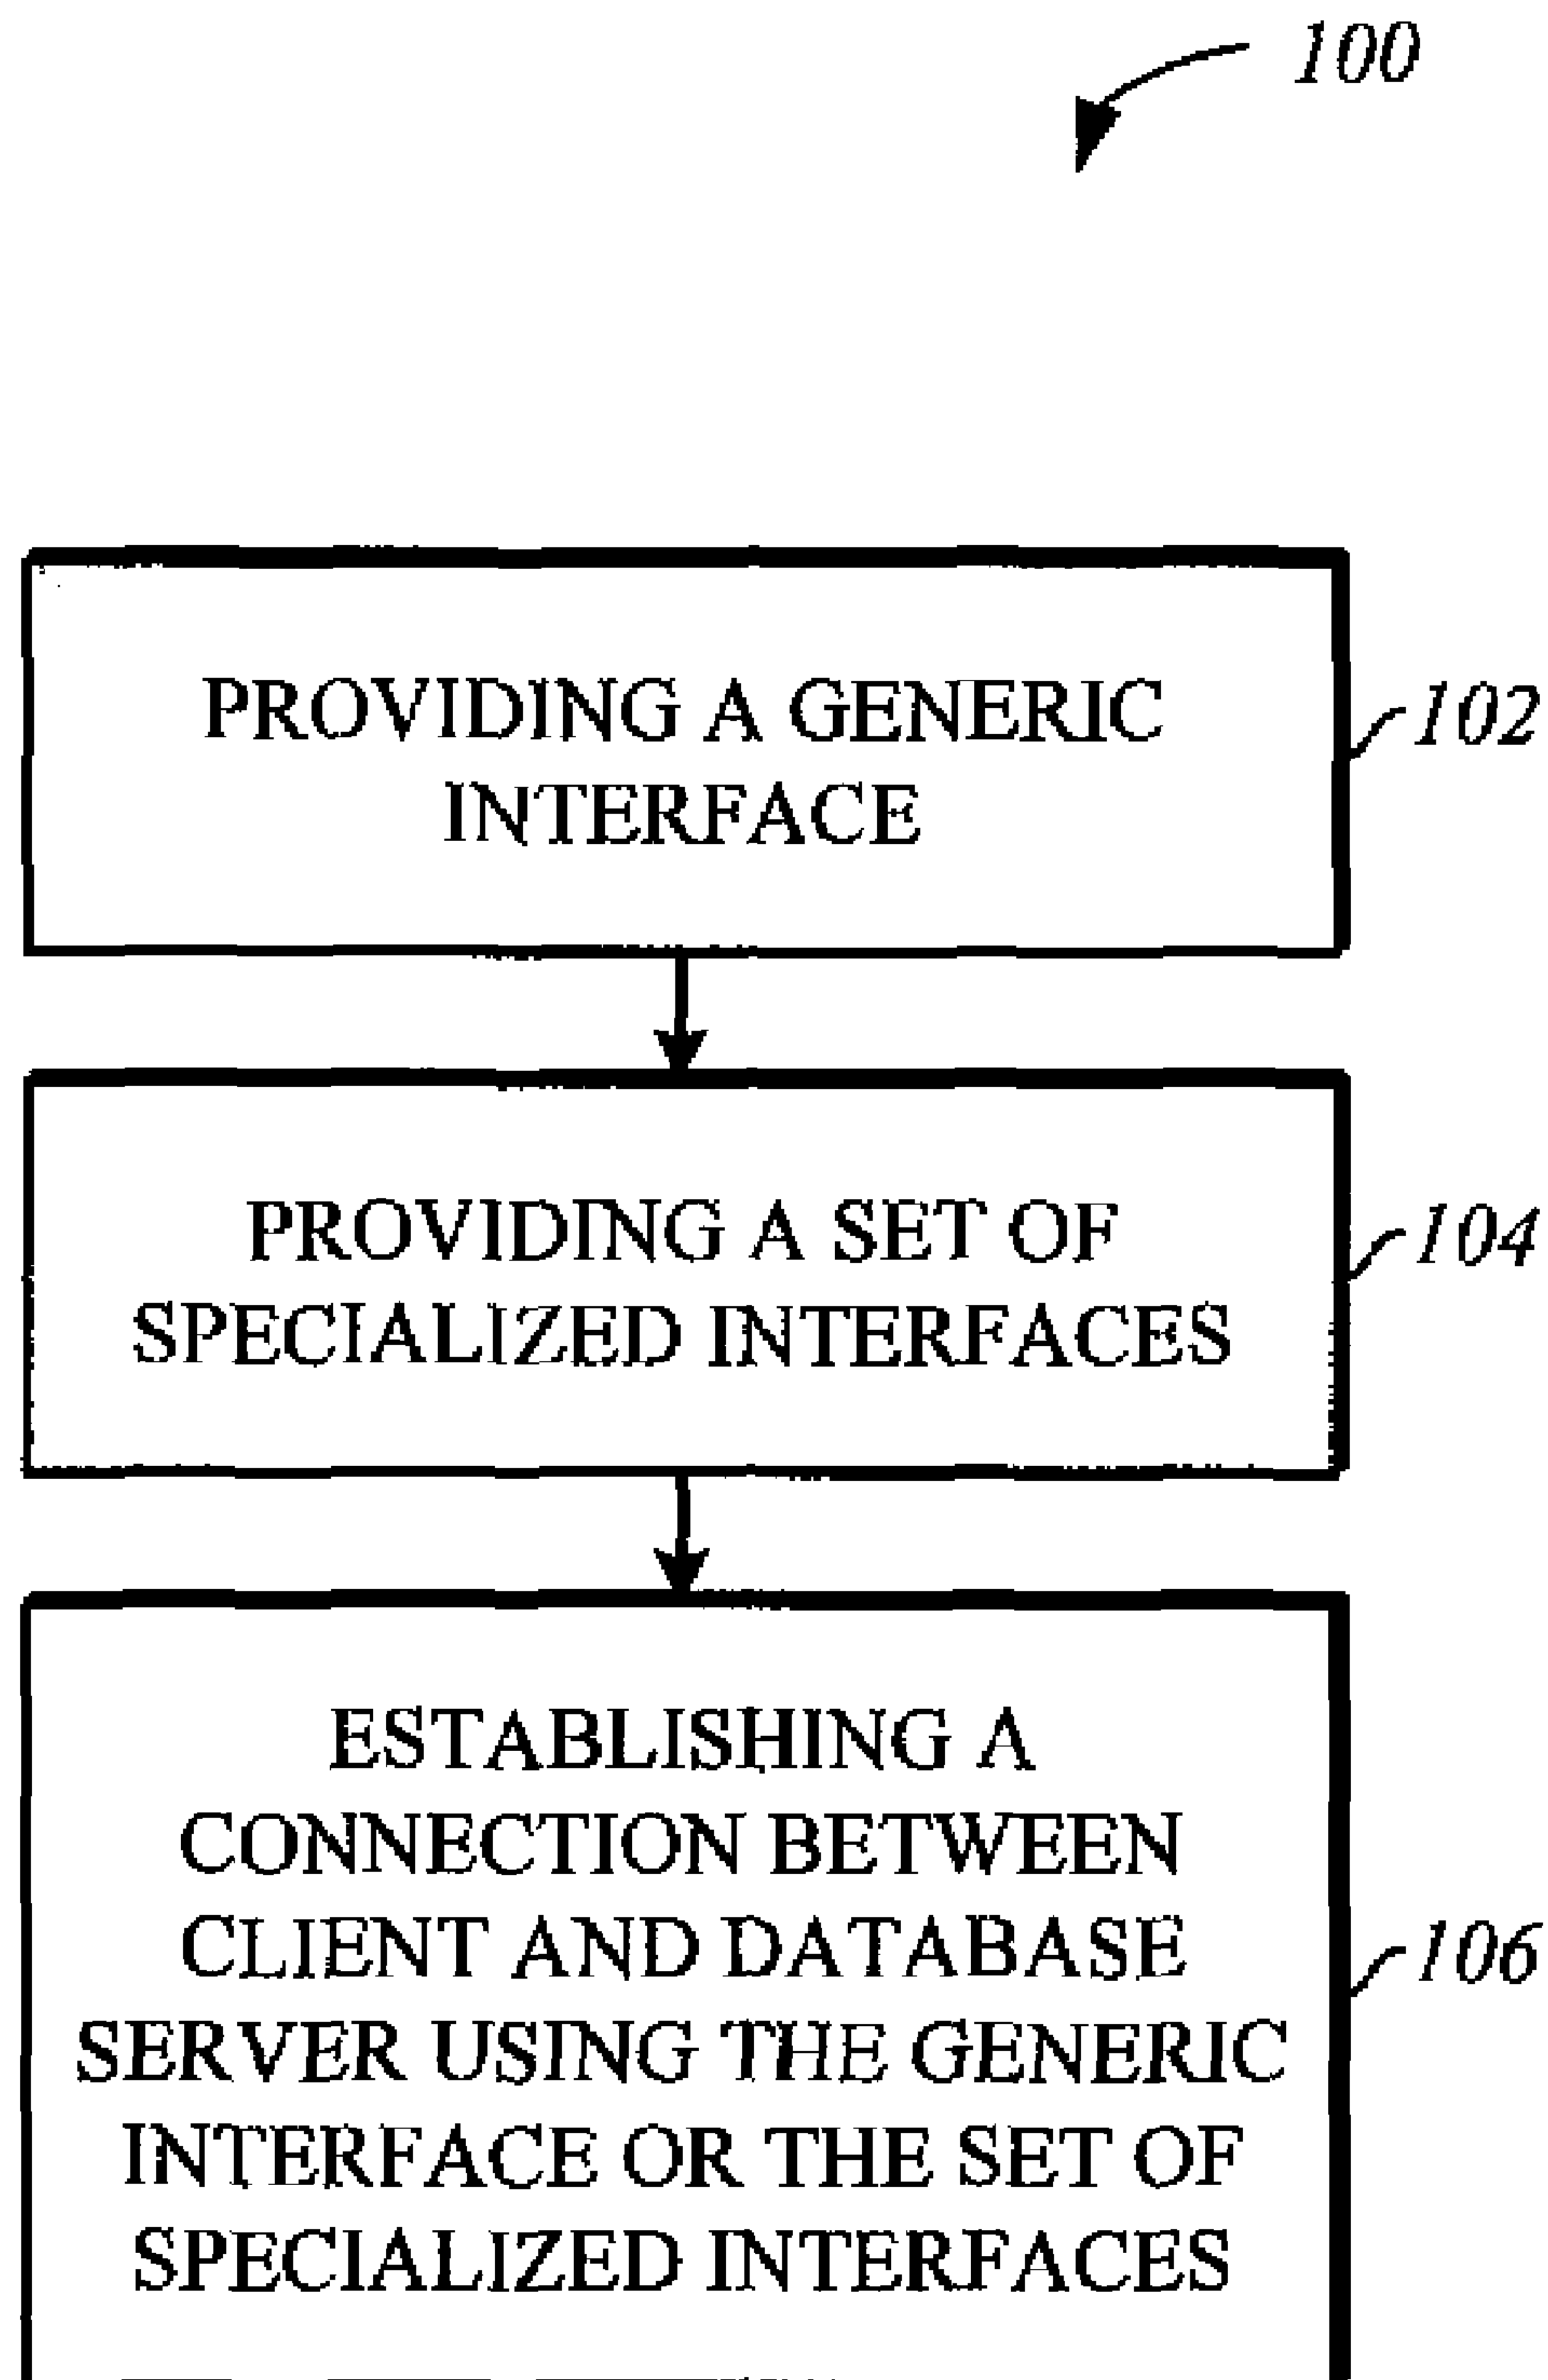 100
PROVIDING A GENERIC
INTERFACE
102
PROVIDING A SET OF
SPECIALIZED INTERFACES
104
ESTABLISHING A
CONNECTION BETWEEN
CLIENT AND DATABASE
SERVER USING THE GENERIC
INTERFACE OR THE SET OF
SPECIALIZED INTERFACES
106